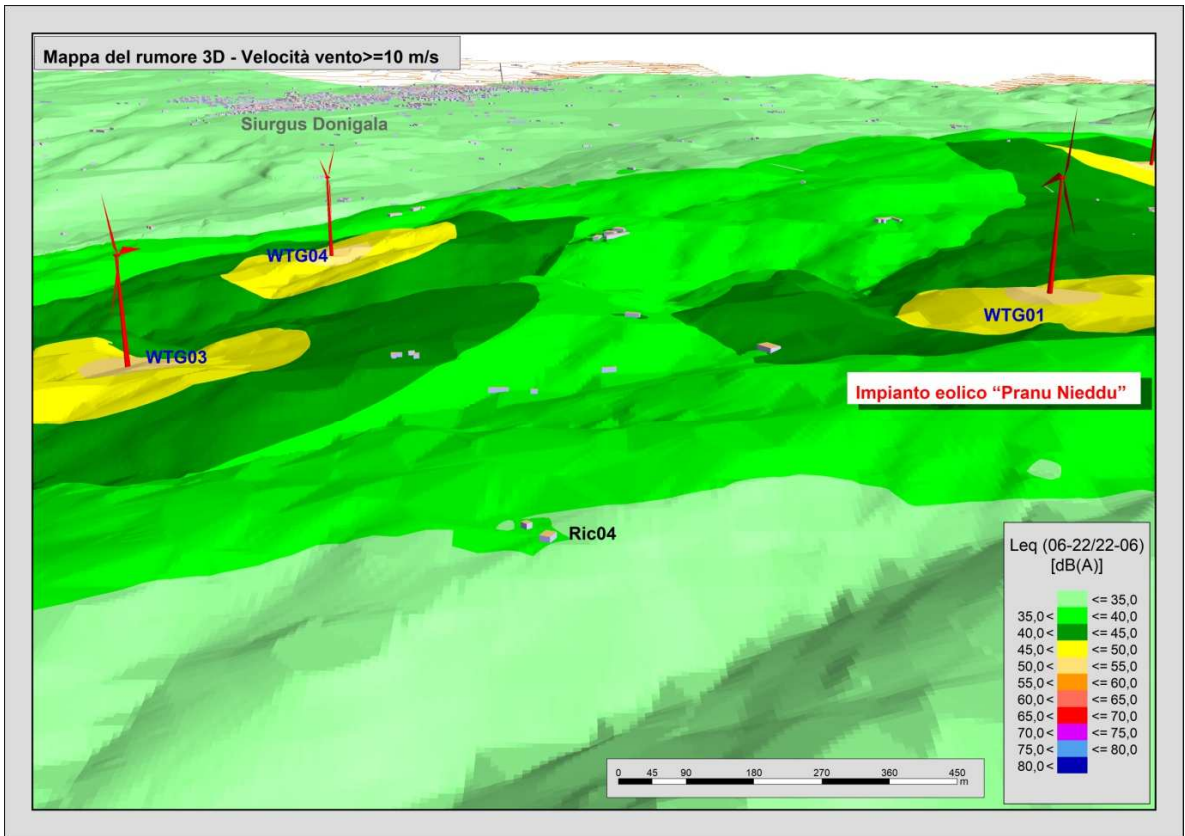 Mappa del rumore 3D - Velocità vento>=10 m/s
Siurgus Donigala
WTG04
WTG03
WTG01
Impianto eolico “Pranu Nieddu”
Ric04
Leq (06-22/22-06)
[dB(A)]
<= 35,0
35,0 < <= 40,0
40,0 < <= 45,0
45,0 < <= 50,0
50,0 < <= 55,0
55,0 < <= 60,0
60,0 < <= 65,0
65,0 < <= 70,0
70,0 < <= 75,0
75,0 < <= 80,0
80,0 <
0 45 90 180 270 360 450
m